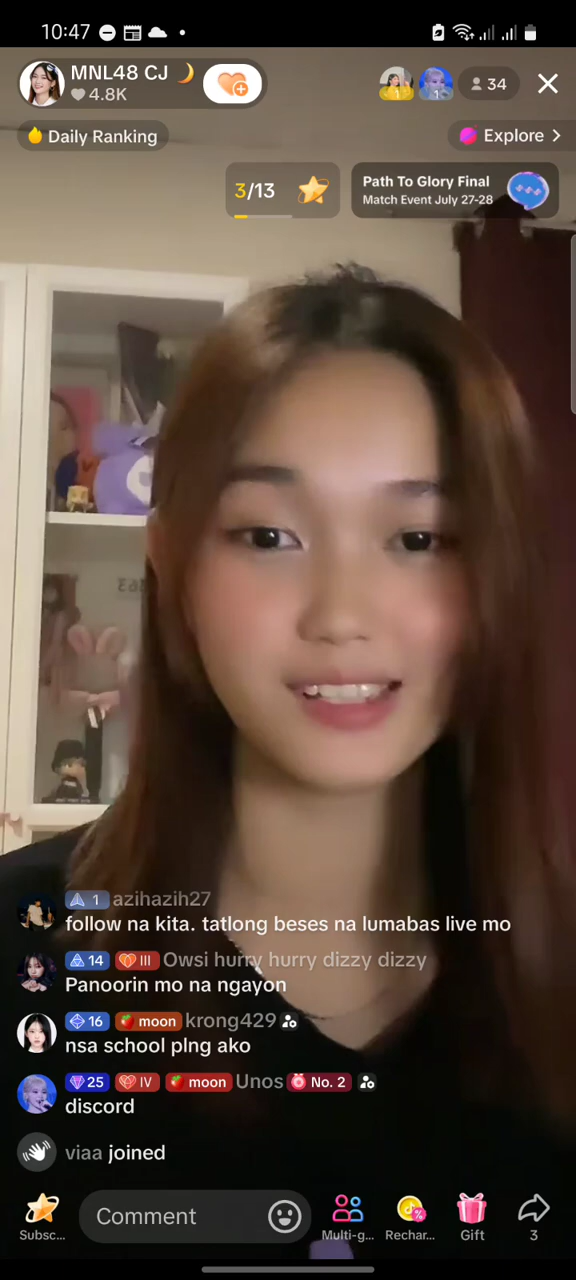 10:47
MNL48 CJ 🌙
4.8K
1
1
34
Daily Ranking
Explore >
3/13
Path To Glory Final
Match Event July 27-28
1 azihazih27
follow na kita. tatlong beses na lumabas live mo
14 III Owsi hurry hurry dizzy dizzy
Panoorin mo na ngayon
16 moon krong429
nsa school plng ako
25 IV moon Unos No. 2
discord
viaa joined
Subsc...
Comment
Multi-g...
Rechar...
Gift
3